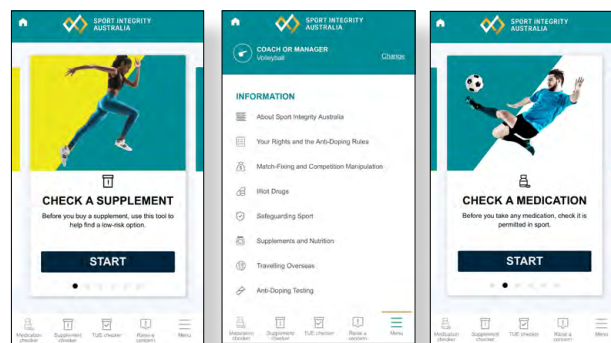 SPORT INTEGRITY
AUSTRALIA
CHECK A SUPPLEMENT
Before you buy a supplement, use this tool to
help find a low-risk option.
START
Medication
checker
Supplement
checker
TUE checker
Raise a
concern
Menu
SPORT INTEGRITY
AUSTRALIA
COACH OR MANAGER
Volleyball
Change
INFORMATION
About Sport Integrity Australia
Your Rights and the Anti-Doping Rules
Match-Fixing and Competition Manipulation
Illicit Drugs
Safeguarding Sport
Supplements and Nutrition
Travelling Overseas
Anti-Doping Testing
Medication
checker
Supplement
checker
TUE checker
Raise a
concern
Menu
SPORT INTEGRITY
AUSTRALIA
CHECK A MEDICATION
Before you take any medication, check it is
permitted in sport.
START
Medication
checker
Supplement
checker
TUE checker
Raise a
concern
Menu